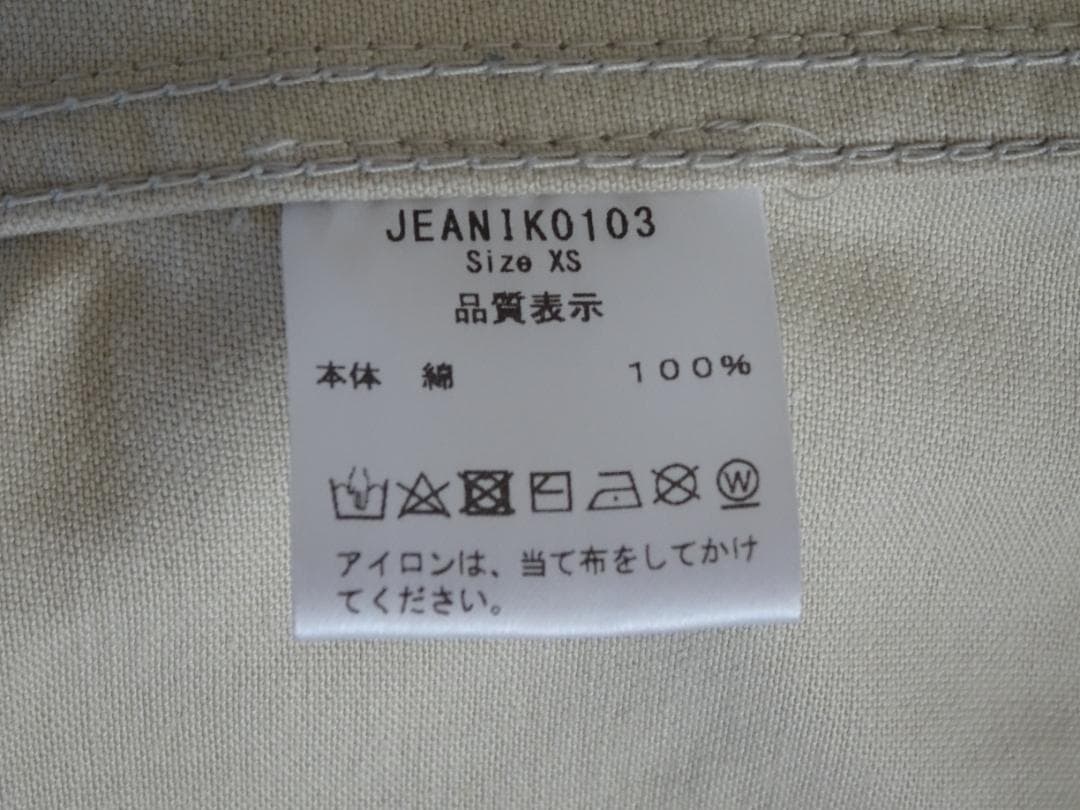 JEANIK0103
Size XS
品質表示
本体 綿 100%
W
アイロンは、当て布をしてかけ
てください。